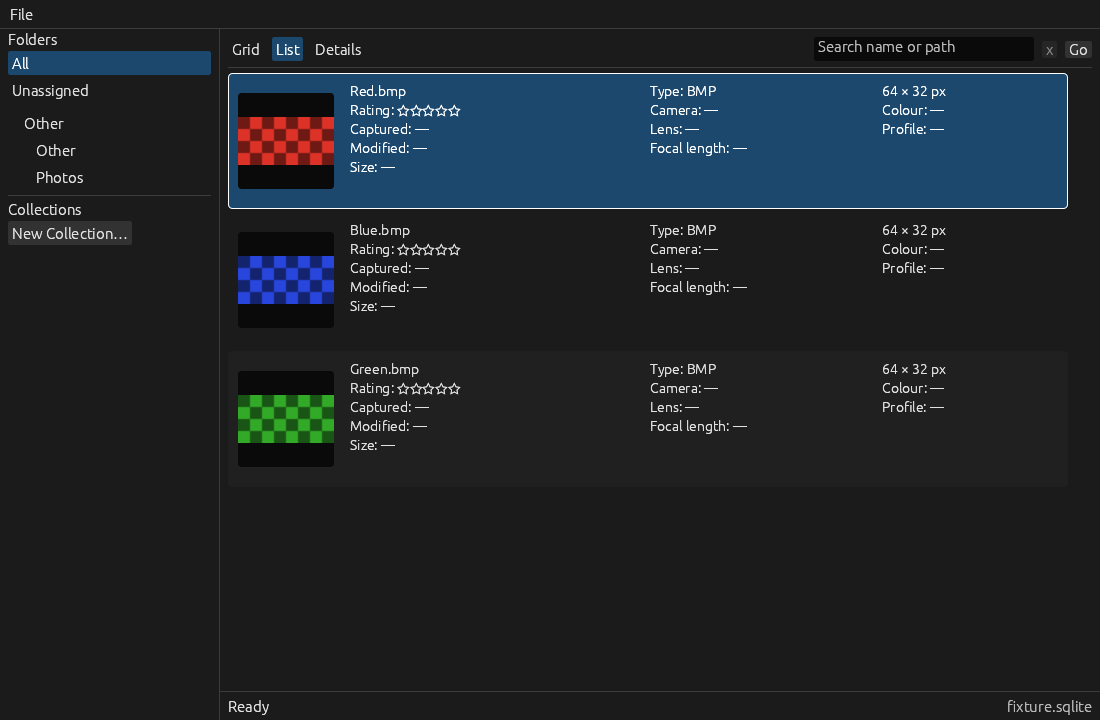 File
Folders
All
Unassigned
Other
Other
Photos
Collections
New Collection...
Grid List Details
Search name or path x Go
Red.bmp Type: BMP 64 × 32 px
Rating: ☆☆☆☆☆ Camera: — Colour: —
Captured: — Lens: — Profile: —
Modified: — Focal length: —
Size: —
Blue.bmp Type: BMP 64 × 32 px
Rating: ☆☆☆☆☆ Camera: — Colour: —
Captured: — Lens: — Profile: —
Modified: — Focal length: —
Size: —
Green.bmp Type: BMP 64 × 32 px
Rating: ☆☆☆☆☆ Camera: — Colour: —
Captured: — Lens: — Profile: —
Modified: — Focal length: —
Size: —
Ready fixture.sqlite